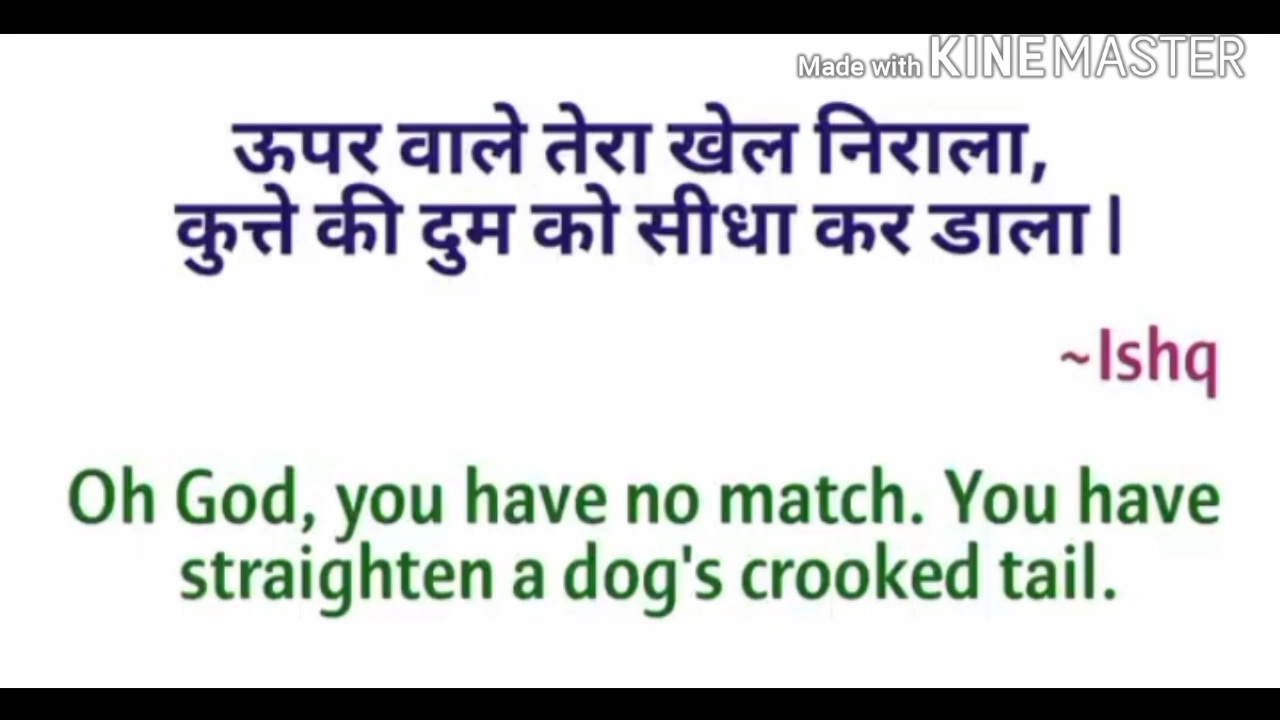 Made with KINEMASTER
ऊपर वाले तेरा खेल निराला,
कुत्ते की दुम को सीधा कर डाला |
~Ishq
Oh God, you have no match. You have
straighten a dog's crooked tail.